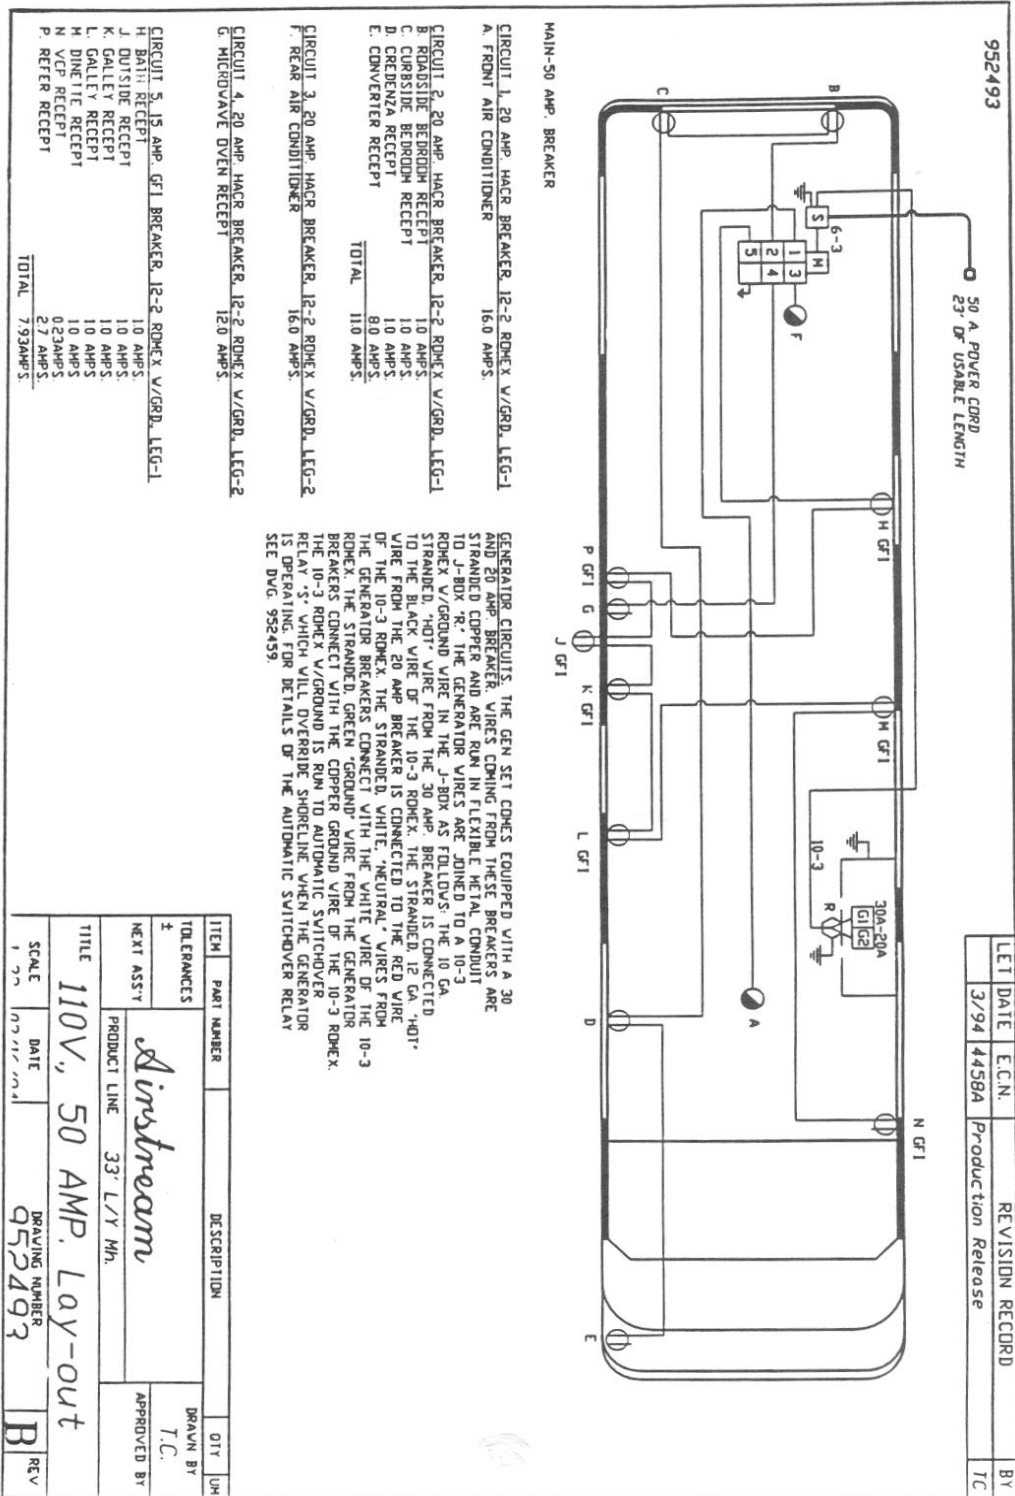 952493
50 A. POWER CORD
23' OF USABLE LENGTH
LET DATE E.C.N. REVISION RECORD BY
3/94 4458A Production Release TC
B
C
S
6-3
M
1 3
2 4
5
F
H GFI
M GFI
N GFI
30A-20A
G1 G2
R
10-3
A
P GFI
G
J GFI
K GFI
L GFI
D
E
MAIN-50 AMP. BREAKER
CIRCUIT 1, 20 AMP. HACR BREAKER, 12-2 ROMEX W/GRD, LEG-1
A. FRONT AIR CONDITIONER 16.0 AMPS.
CIRCUIT 2, 20 AMP. HACR BREAKER, 12-2 ROMEX W/GRD, LEG-1
B. ROADSIDE BEDROOM RECEPT 1.0 AMPS.
C. CURBSIDE BEDROOM RECEPT 1.0 AMPS.
D. CREDENZA RECEPT 1.0 AMPS
E. CONVERTER RECEPT 8.0 AMPS.
TOTAL 11.0 AMPS.
CIRCUIT 3, 20 AMP. HACR BREAKER, 12-2 ROMEX W/GRD, LEG-2
F. REAR AIR CONDITIONER 16.0 AMPS.
CIRCUIT 4, 20 AMP. HACR BREAKER, 12-2 ROMEX W/GRD, LEG-2
G. MICROWAVE OVEN RECEPT 12.0 AMPS.
CIRCUIT 5, 15 AMP. GFI BREAKER, 12-2 ROMEX W/GRD, LEG-1
H. BATH RECEPT 1.0 AMPS.
J. OUTSIDE RECEPT 1.0 AMPS.
K. GALLEY RECEPT 1.0 AMPS
L. GALLEY RECEPT 1.0 AMPS
M. DINETTE RECEPT 1.0 AMPS
N. VCP RECEPT 0.23AMPS
P. REFER RECEPT 2.7 AMPS.
TOTAL 7.93AMPS.
GENERATOR CIRCUITS. THE GEN SET COMES EQUIPPED WITH A 30
AND 20 AMP. BREAKER. WIRES COMING FROM THESE BREAKERS ARE
STRANDED COPPER AND ARE RUN IN FLEXIBLE METAL CONDUIT
TO J-BOX "R." THE GENERATOR WIRES ARE JOINED TO A 10-3
ROMEX W/GROUND WIRE IN THE J-BOX AS FOLLOWS: THE 10 GA.
STRANDED, "HOT" WIRE FROM THE 30 AMP. BREAKER IS CONNECTED
TO THE BLACK WIRE OF THE 10-3 ROMEX. THE STRANDED, 12 GA. "HOT"
WIRE FROM THE 20 AMP BREAKER IS CONNECTED TO THE RED WIRE
OF THE 10-3 ROMEX. THE STRANDED, WHITE, "NEUTRAL" WIRES FROM
THE GENERATOR BREAKERS CONNECT WITH THE WHITE WIRE OF THE 10-3
ROMEX. THE STRANDED, GREEN "GROUND" WIRE FROM THE GENERATOR
BREAKERS CONNECT WITH THE COPPER GROUND WIRE OF THE 10-3 ROMEX.
THE 10-3 ROMEX W/GROUND IS RUN TO AUTOMATIC SWITCHOVER
RELAY "S" WHICH WILL OVERRIDE SHORELINE WHEN THE GENERATOR
IS OPERATING. FOR DETAILS OF THE AUTOMATIC SWITCHOVER RELAY
SEE DWG. 952459.
ITEM PART NUMBER DESCRIPTION QTY UM
TOLERANCES
±
Airstream
DRAWN BY
T.C.
NEXT ASS'Y
PRODUCT LINE 33' L/Y Mh.
APPROVED BY
TITLE
110V., 50 AMP. Lay-out
SCALE
DATE
DRAWING NUMBER
952493
REV
B